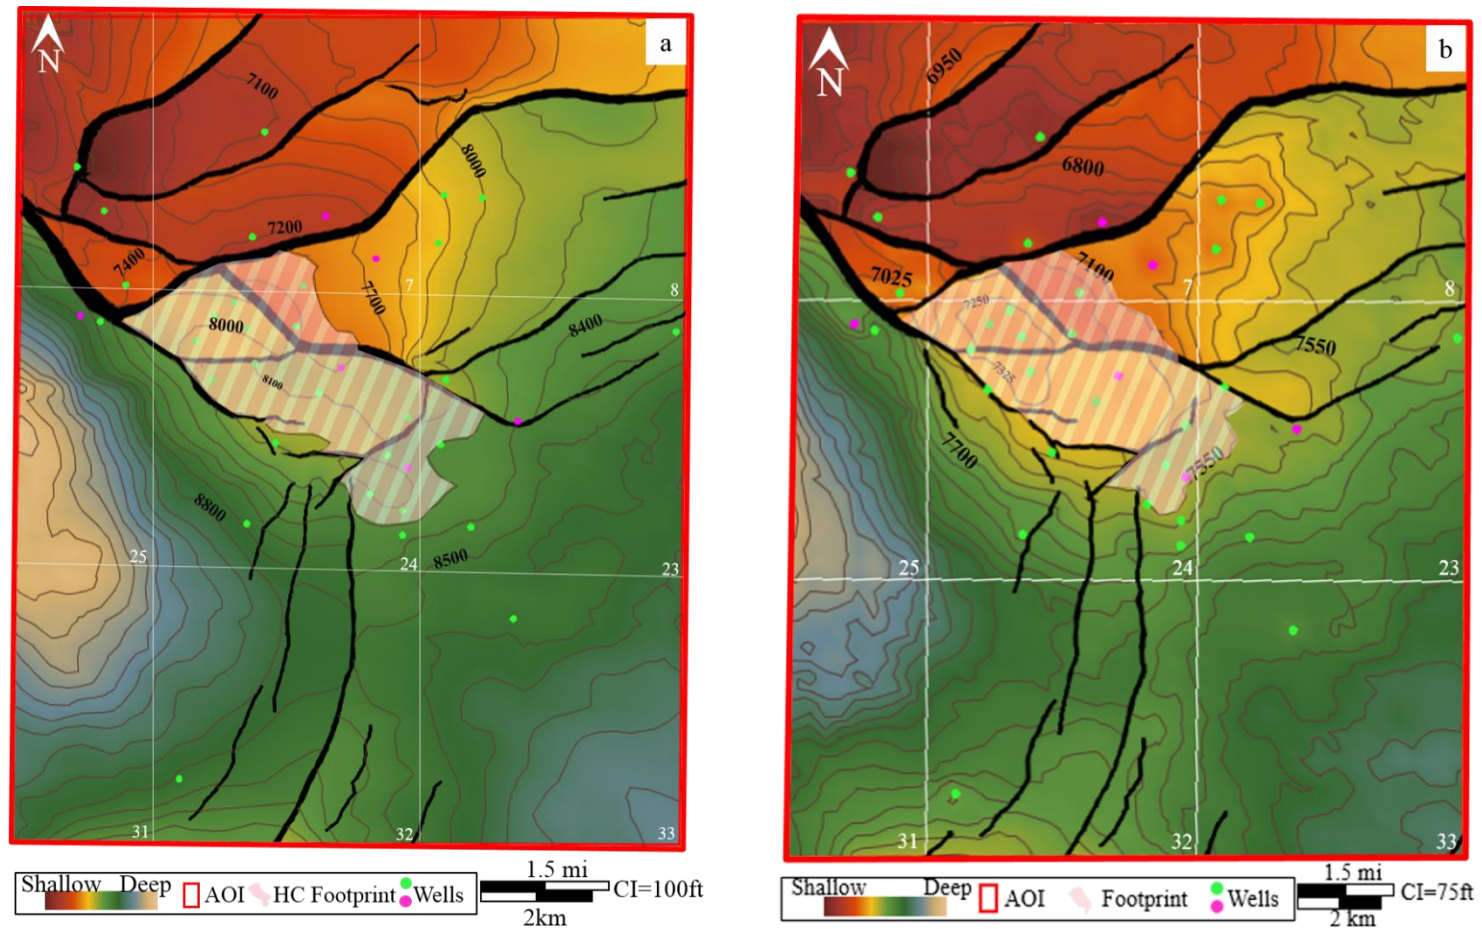 a
N
7100
8000
7200
7400
7700
7
8
8000
8400
8100
8800
25
24
8500
23
31
32
33
Shallow Deep AOI HC Footprint Wells
1.5 mi
CI=100ft
2km
b
N
6950
6800
7025
7100
7
8
7250
7550
7325
7700
7550
25
24
23
31
32
33
Shallow Deep AOI Footprint Wells
1.5 mi
CI=75ft
2 km